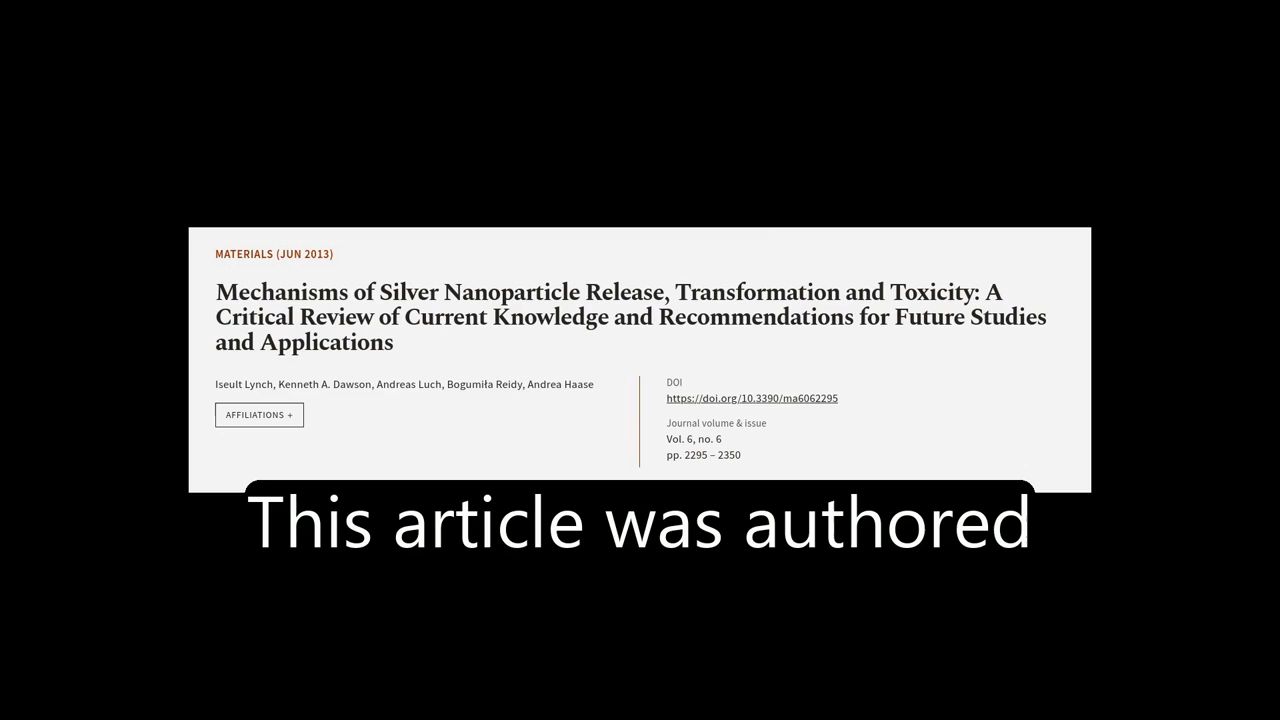 MATERIALS (JUN 2013)
Mechanisms of Silver Nanoparticle Release, Transformation and Toxicity: A
Critical Review of Current Knowledge and Recommendations for Future Studies
and Applications
Iseult Lynch, Kenneth A. Dawson, Andreas Luch, Bogumiła Reidy, Andrea Haase
AFFILIATIONS +
DOI
https://doi.org/10.3390/ma6062295
Journal volume & issue
Vol. 6, no. 6
pp. 2295 – 2350
This article was authored